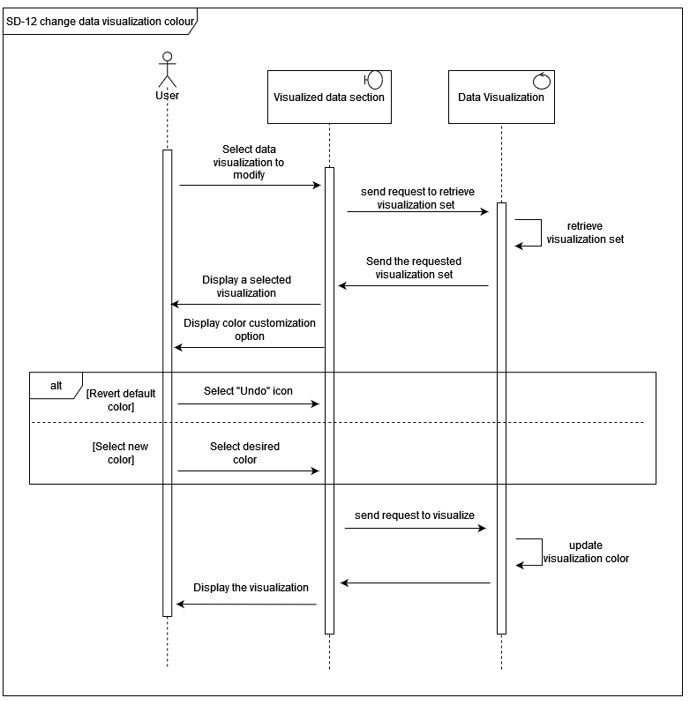 SD-12 change data visualization colour
User
Visualized data section
Data Visualization
Select data
visualization to
modify
send request to retrieve
visualization set
retrieve
visualization set
Send the requested
visualization set
Display a selected
visualization
Display color customization
option
alt
[Revert default
color]
Select "Undo" icon
[Select new
color]
Select desired
color
send request to visualize
update
visualization color
Display the visualization